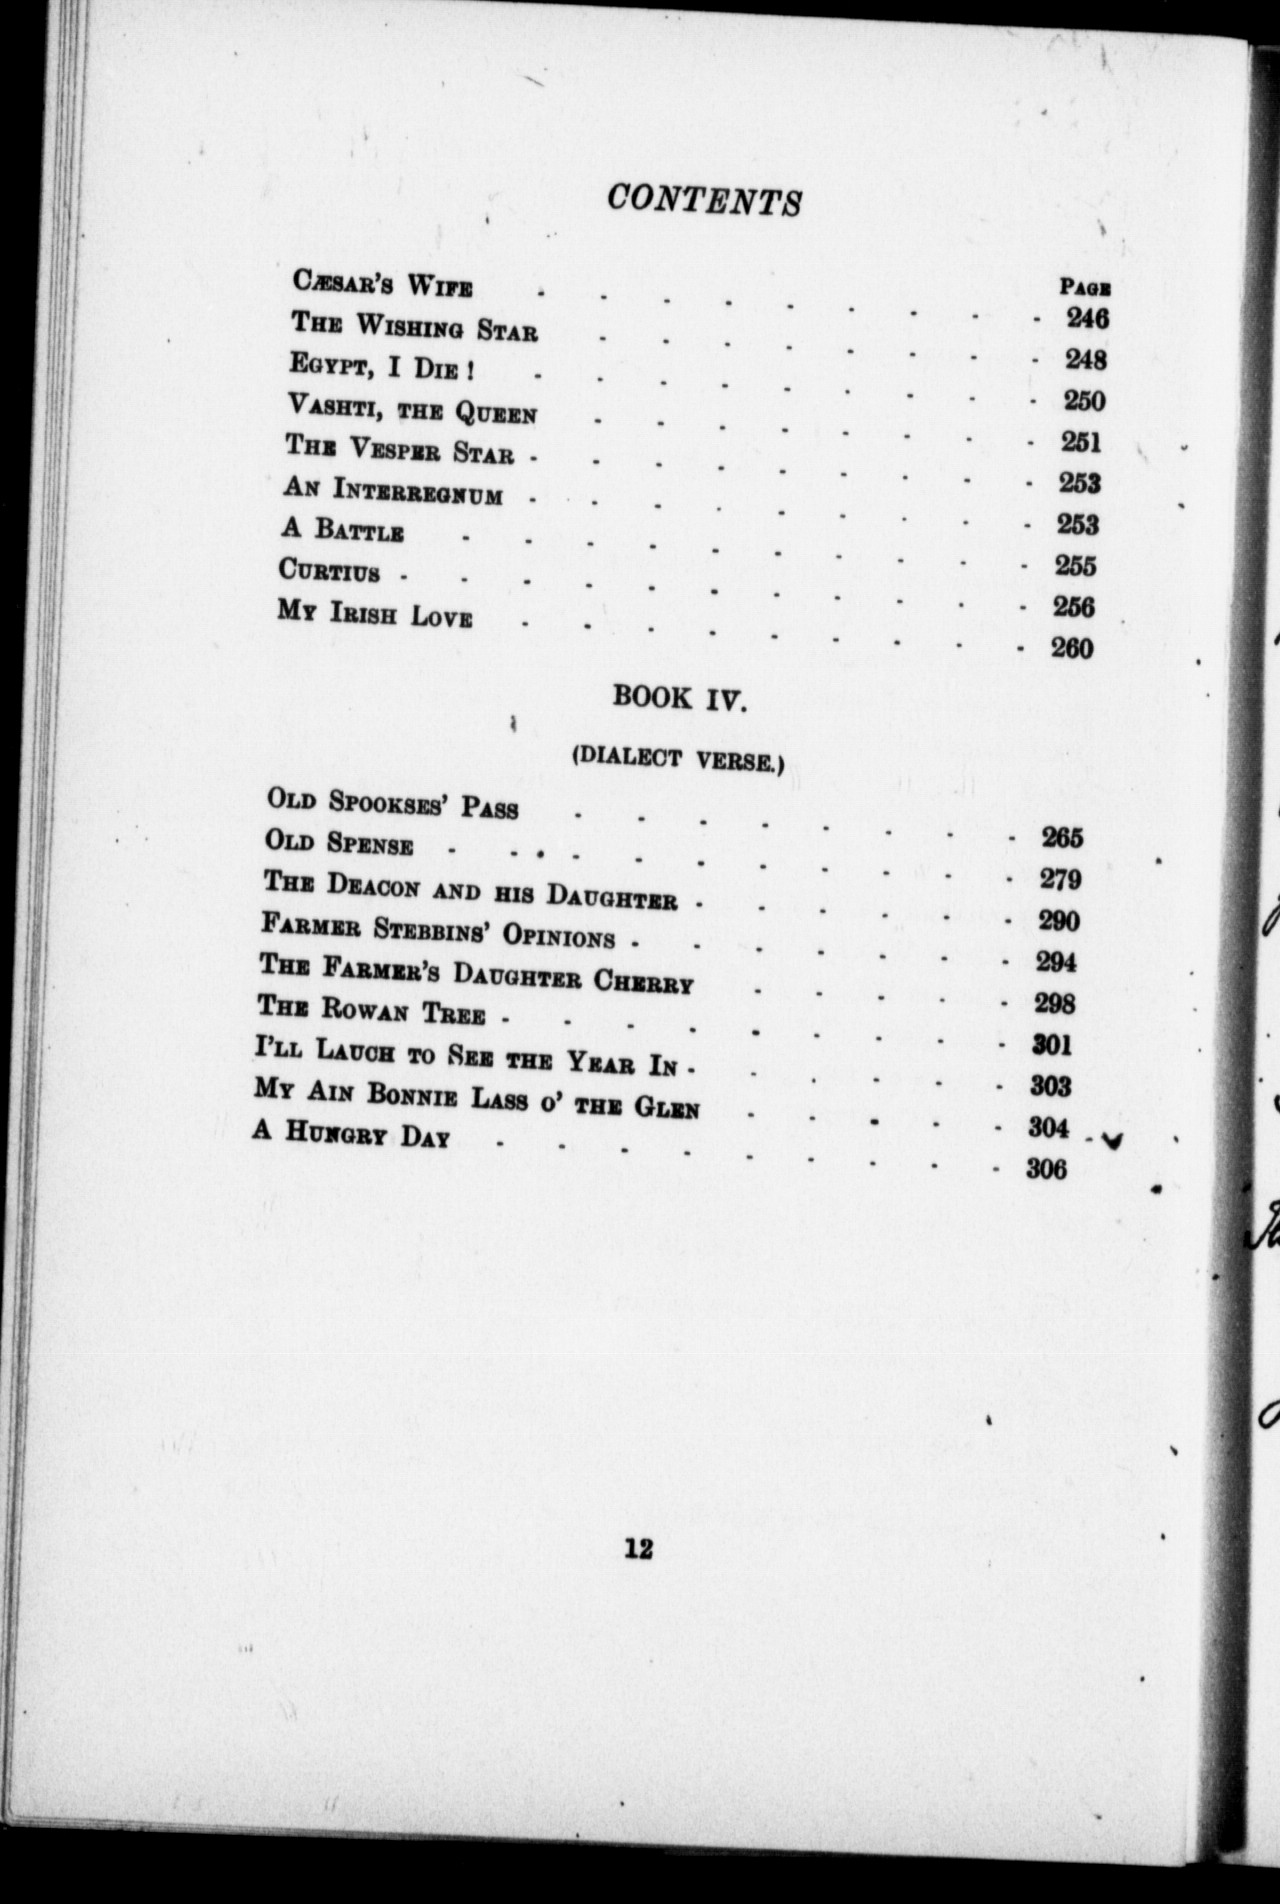 CONTENTS
PAGE
CÆSAR'S WIFE - - - - - - - - - 246
THE WISHING STAR - - - - - - - - 248
EGYPT, I DIE! - - - - - - - - - 250
VASHTI, THE QUEEN - - - - - - - - 251
THE VESPER STAR - - - - - - - - - 253
AN INTERREGNUM - - - - - - - - - 253
A BATTLE - - - - - - - - - - 255
CURTIUS - - - - - - - - - - - 256
MY IRISH LOVE - - - - - - - - - 260
BOOK IV.
(DIALECT VERSE.)
OLD SPOOKSES' PASS - - - - - - - - 265
OLD SPENSE - - - - - - - - - - 279
THE DEACON AND HIS DAUGHTER - - - - - - 290
FARMER STEBBINS' OPINIONS - - - - - - - 294
THE FARMER'S DAUGHTER CHERRY - - - - - 298
THE ROWAN TREE - - - - - - - - - 301
I'LL LAUCH TO SEE THE YEAR IN - - - - - - 303
MY AIN BONNIE LASS O' THE GLEN - - - - - 304
A HUNGRY DAY - - - - - - - - - 306
12